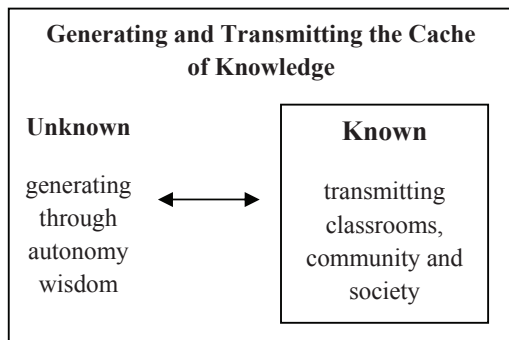 Generating and Transmitting the Cache
of Knowledge
Unknown
generating
through
autonomy
wisdom
Known
transmitting
classrooms,
community and
society